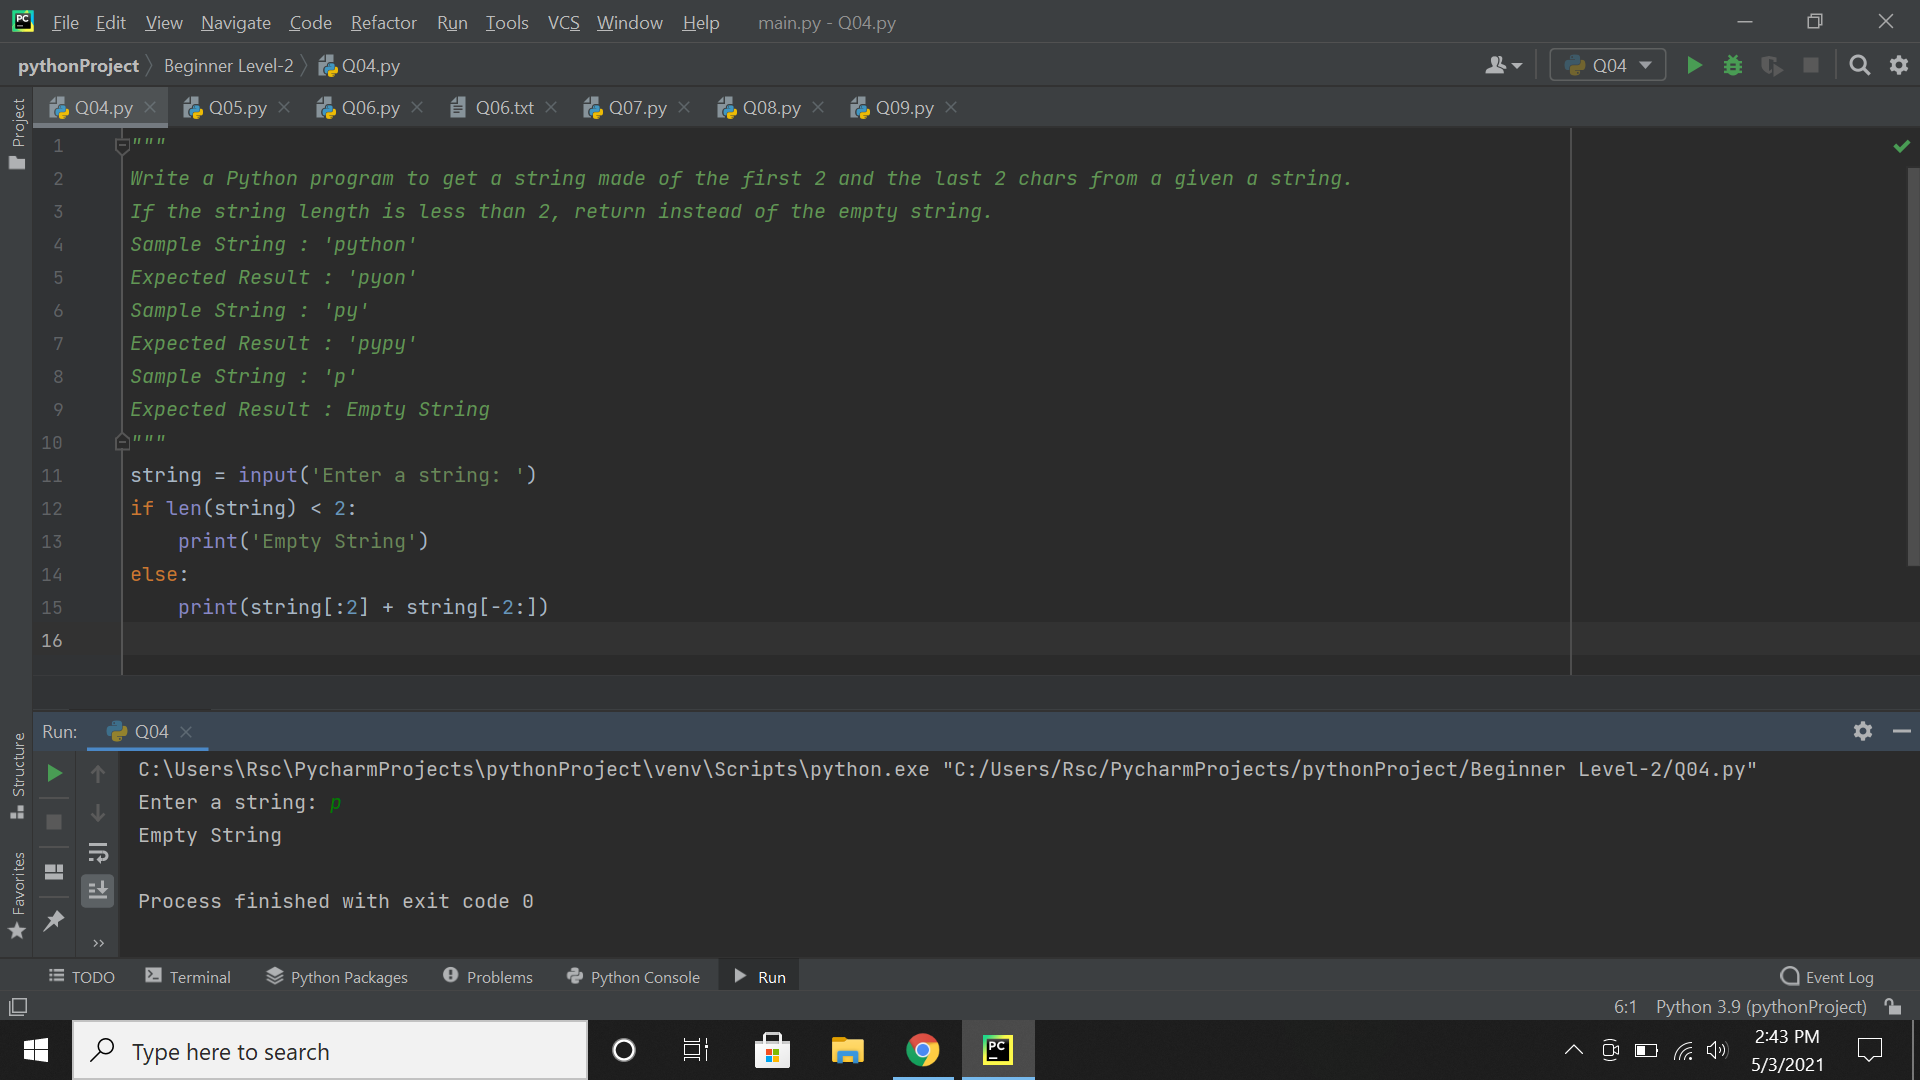 PC File Edit View Navigate Code Refactor Run Tools VCS Window Help main.py - Q04.py
pythonProject Beginner Level-2 Q04.py Q04
Q04.py Q05.py Q06.py Q06.txt Q07.py Q08.py Q09.py
Project
1 """
2 Write a Python program to get a string made of the first 2 and the last 2 chars from a given a string.
3 If the string length is less than 2, return instead of the empty string.
4 Sample String : 'python'
5 Expected Result : 'pyon'
6 Sample String : 'py'
7 Expected Result : 'pypy'
8 Sample String : 'p'
9 Expected Result : Empty String
10 """
11 string = input('Enter a string: ')
12 if len(string) < 2:
13     print('Empty String')
14 else:
15     print(string[:2] + string[-2:])
16
Run: Q04
Structure
Favorites
C:\Users\Rsc\PycharmProjects\pythonProject\venv\Scripts\python.exe "C:/Users/Rsc/PycharmProjects/pythonProject/Beginner Level-2/Q04.py"
Enter a string: p
Empty String
Process finished with exit code 0
TODO Terminal Python Packages Problems Python Console Run Event Log
6:1 Python 3.9 (pythonProject)
Type here to search PC 2:43 PM
5/3/2021